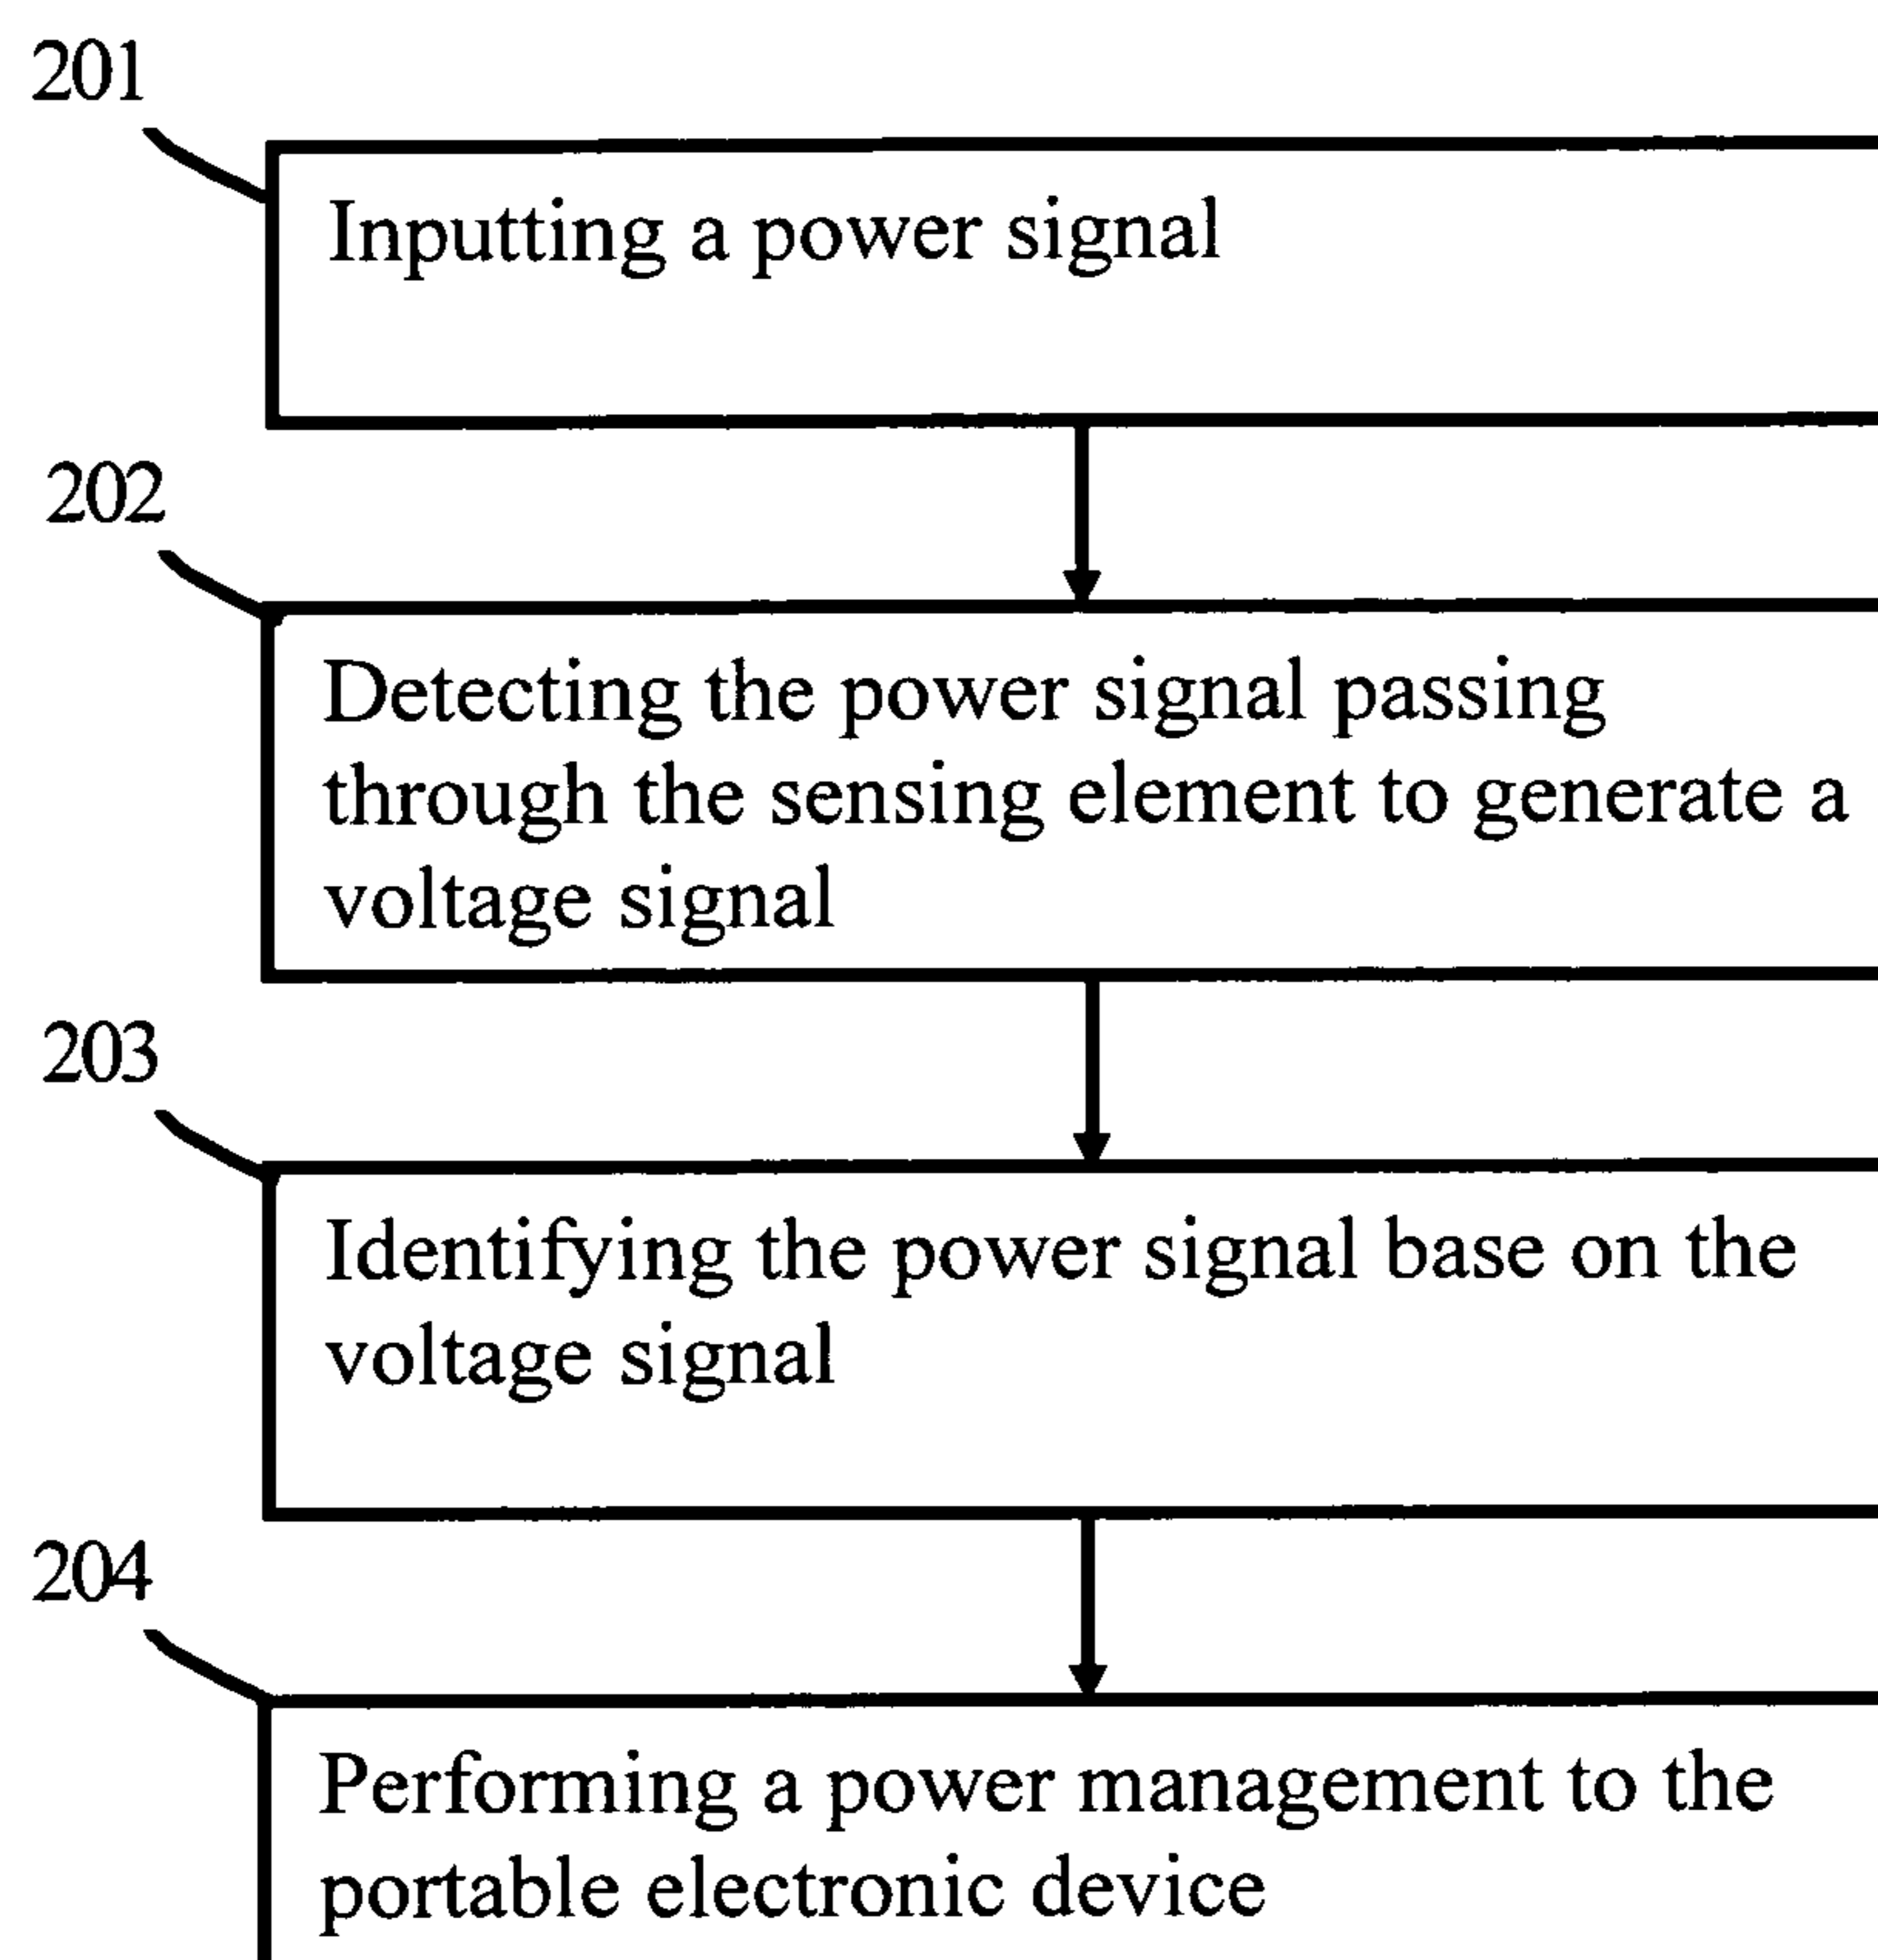 201
Inputting a power signal
202
Detecting the power signal passing
through the sensing element to generate a
voltage signal
203
Identifying the power signal base on the
voltage signal
204
Performing a power management to the
portable electronic device